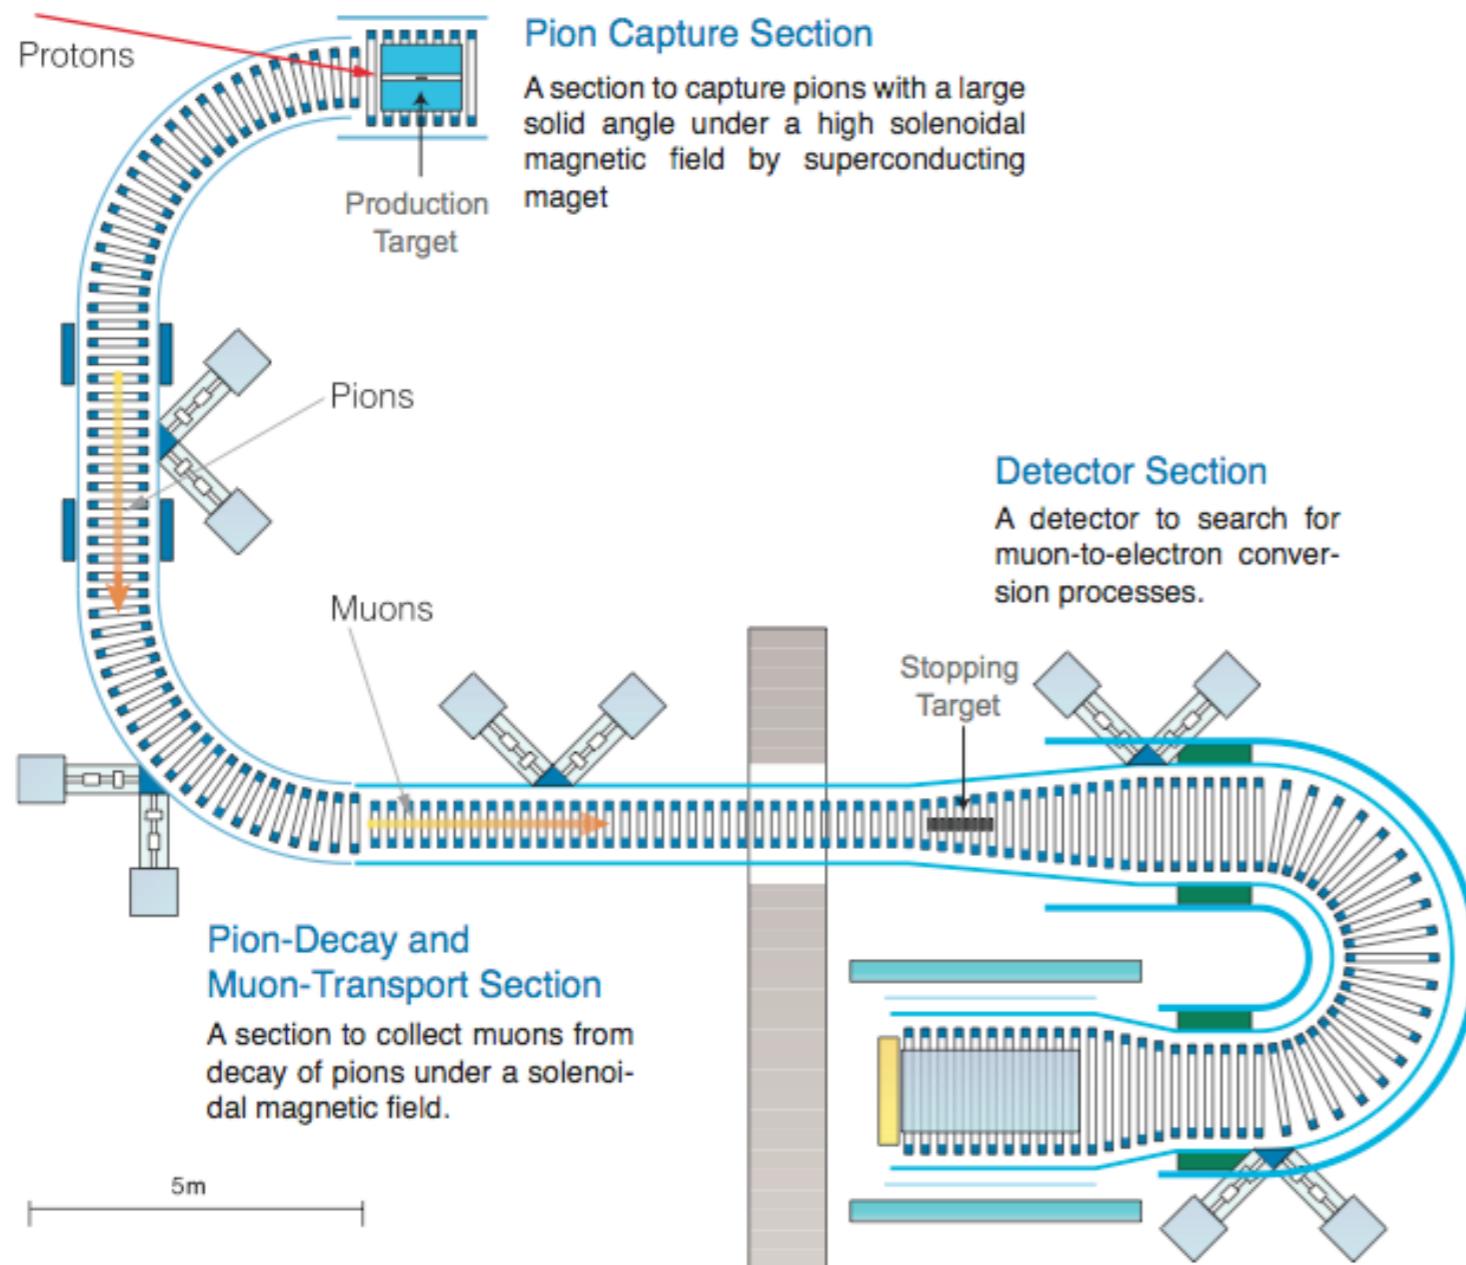 Protons
Pion Capture Section
A section to capture pions with a large
solid angle under a high solenoidal
magnetic field by superconducting
maget
Production
Target
Pions
Detector Section
A detector to search for
muon-to-electron conver-
sion processes.
Muons
Stopping
Target
Pion-Decay and
Muon-Transport Section
A section to collect muons from
decay of pions under a solenoi-
dal magnetic field.
5m